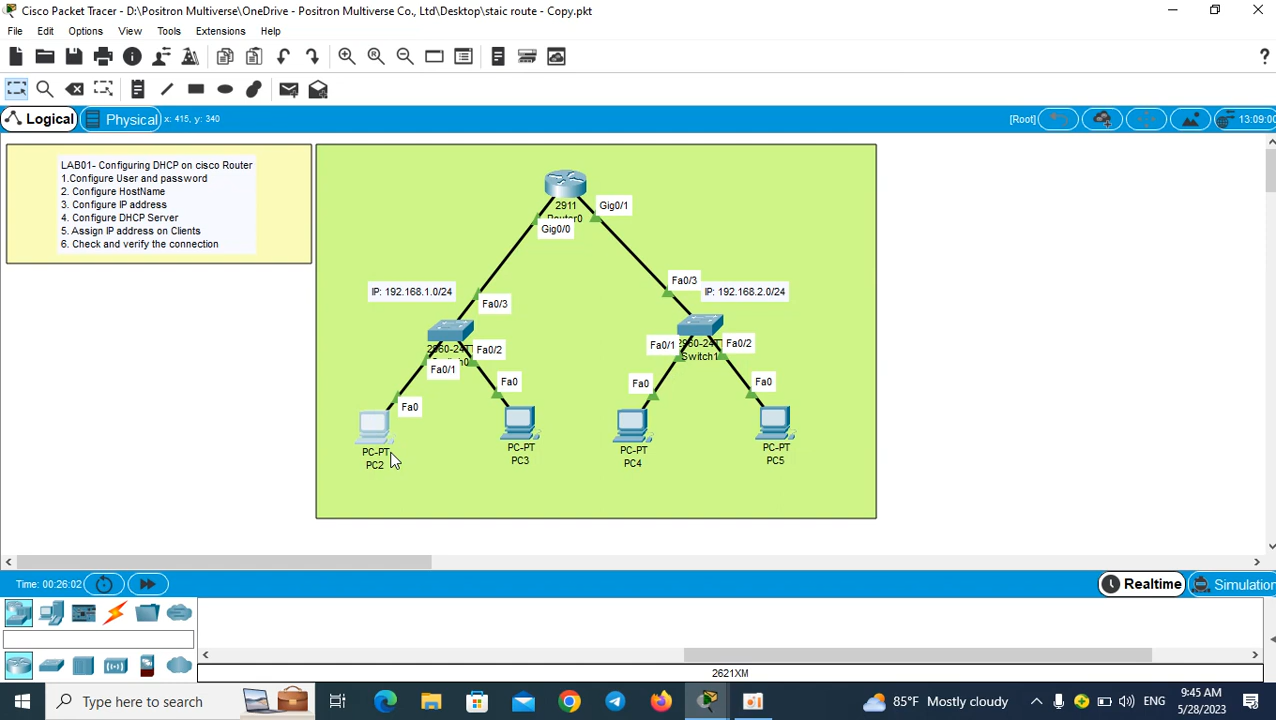 Cisco Packet Tracer - D:\Positron Multiverse\OneDrive - Positron Multiverse Co., Ltd\Desktop\staic route - Copy.pkt
File Edit Options View Tools Extensions Help
Logical Physical x: 415, y: 340 [Root] 13:09:00
LAB01- Configuring DHCP on cisco Router
1.Configure User and password
2. Configure HostName
3. Configure IP address
4. Configure DHCP Server
5. Assign IP address on Clients
6. Check and verify the connection
2911
Router0
Gig0/1
Gig0/0
IP: 192.168.1.0/24
Fa0/3
Fa0/3
IP: 192.168.2.0/24
2960-24TT
Fa0/2
Fa0/1
Fa0/1
2960-24TT
Switch1
Fa0/2
Fa0
Fa0
Fa0
Fa0
PC-PT
PC2
PC-PT
PC3
PC-PT
PC4
PC-PT
PC5
Time: 00:26:02
Realtime
Simulation
2621XM
Type here to search
85°F Mostly cloudy
ENG
9:45 AM
5/28/2023